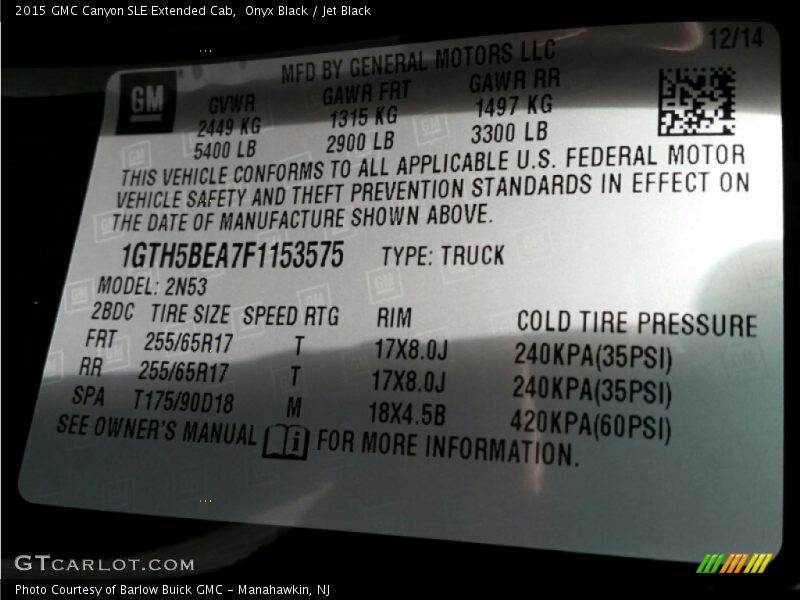 2015 GMC Canyon SLE Extended Cab,  Onyx Black / Jet Black
12/14
MFD BY GENERAL MOTORS LLC
GM
GVWR GAWR FRT GAWR RR
2449 KG 1315 KG 1497 KG
5400 LB 2900 LB 3300 LB
THIS VEHICLE CONFORMS TO ALL APPLICABLE U.S. FEDERAL MOTOR
VEHICLE SAFETY AND THEFT PREVENTION STANDARDS IN EFFECT ON
THE DATE OF MANUFACTURE SHOWN ABOVE.
1GTH5BEA7F1153575 TYPE: TRUCK
MODEL: 2N53
2BDC TIRE SIZE SPEED RTG RIM COLD TIRE PRESSURE
FRT 255/65R17 T 17X8.0J 240KPA(35PSI)
RR 255/65R17 T 17X8.0J 240KPA(35PSI)
SPA T175/90D18 M 18X4.5B 420KPA(60PSI)
SEE OWNER'S MANUAL FOR MORE INFORMATION.
GTCARLOT.COM
Photo Courtesy of Barlow Buick GMC - Manahawkin, NJ